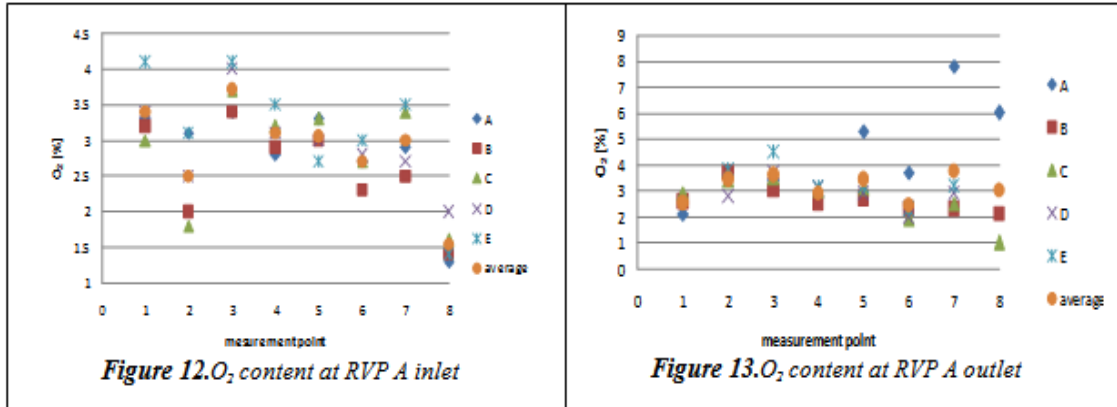 4.5
4
3.5
3
2.5
2
1.5
1
O₂ [%]
0 1 2 3 4 5 6 7 8
mesurement point
A
B
C
D
E
average
Figure 12.O₂ content at RVP A inlet
9
8
7
6
5
4
3
2
1
0
O₂ [%]
0 1 2 3 4 5 6 7 8
measurement point
A
B
C
D
E
average
Figure 13.O₂ content at RVP A outlet